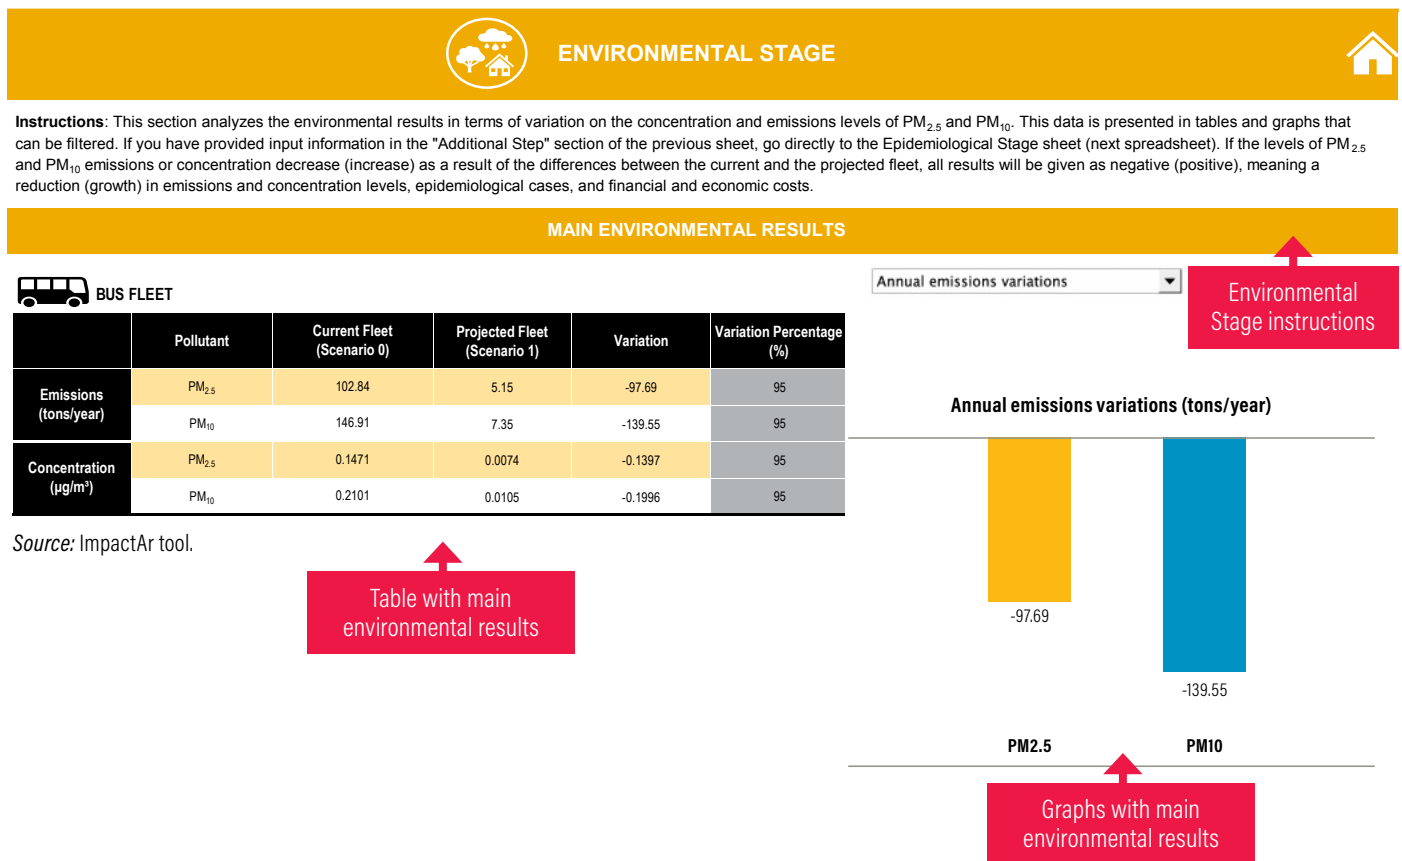 ENVIRONMENTAL STAGE
Instructions: This section analyzes the environmental results in terms of variation on the concentration and emissions levels of PM2.5 and PM10. This data is presented in tables and graphs that
can be filtered. If you have provided input information in the "Additional Step" section of the previous sheet, go directly to the Epidemiological Stage sheet (next spreadsheet). If the levels of PM 2.5
and PM10 emissions or concentration decrease (increase) as a result of the differences between the current and the projected fleet, all results will be given as negative (positive), meaning a
reduction (growth) in emissions and concentration levels, epidemiological cases, and financial and economic costs.
MAIN ENVIRONMENTAL RESULTS
BUS FLEET
Pollutant Current Fleet (Scenario 0) Projected Fleet (Scenario 1) Variation Variation Percentage (%)
Emissions (tons/year) PM2.5 102.84 5.15 -97.69 95
PM10 146.91 7.35 -139.55 95
Concentration (µg/m³) PM2.5 0.1471 0.0074 -0.1397 95
PM10 0.2101 0.0105 -0.1996 95
Source: ImpactAr tool.
Table with main
environmental results
Annual emissions variations
Environmental
Stage instructions
Annual emissions variations (tons/year)
-97.69
-139.55
PM2.5 PM10
Graphs with main
environmental results